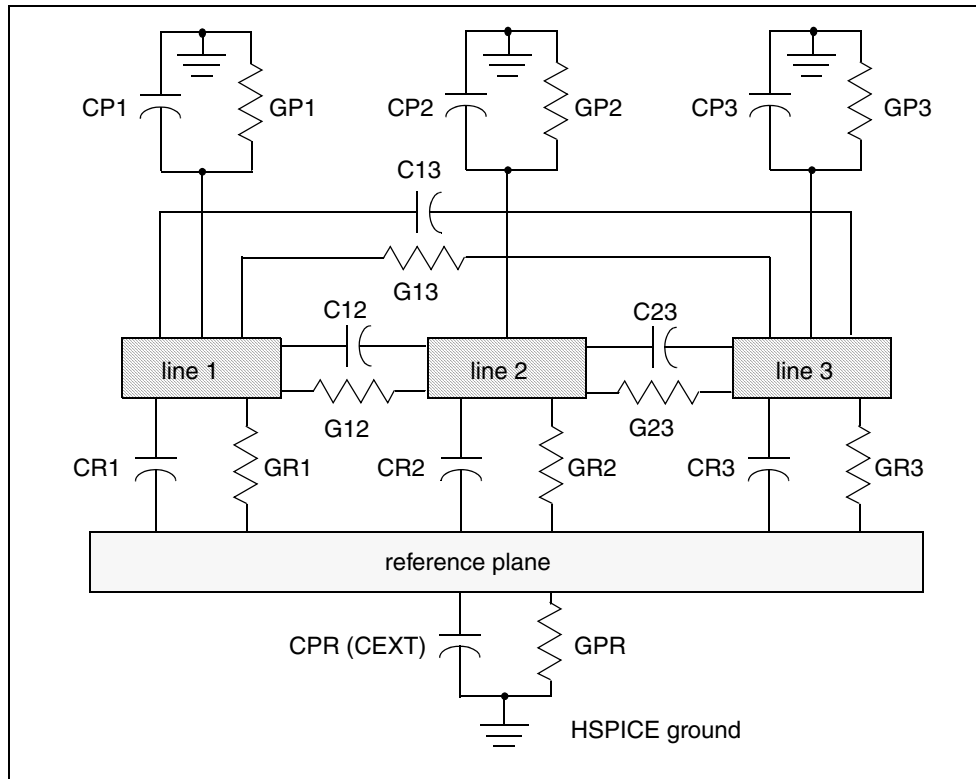 CP1 GP1 CP2 GP2 CP3 GP3
C13
G13
C12 C23
line 1 line 2 line 3
G12 G23
CR1 GR1 CR2 GR2 CR3 GR3
reference plane
CPR (CEXT) GPR
HSPICE ground